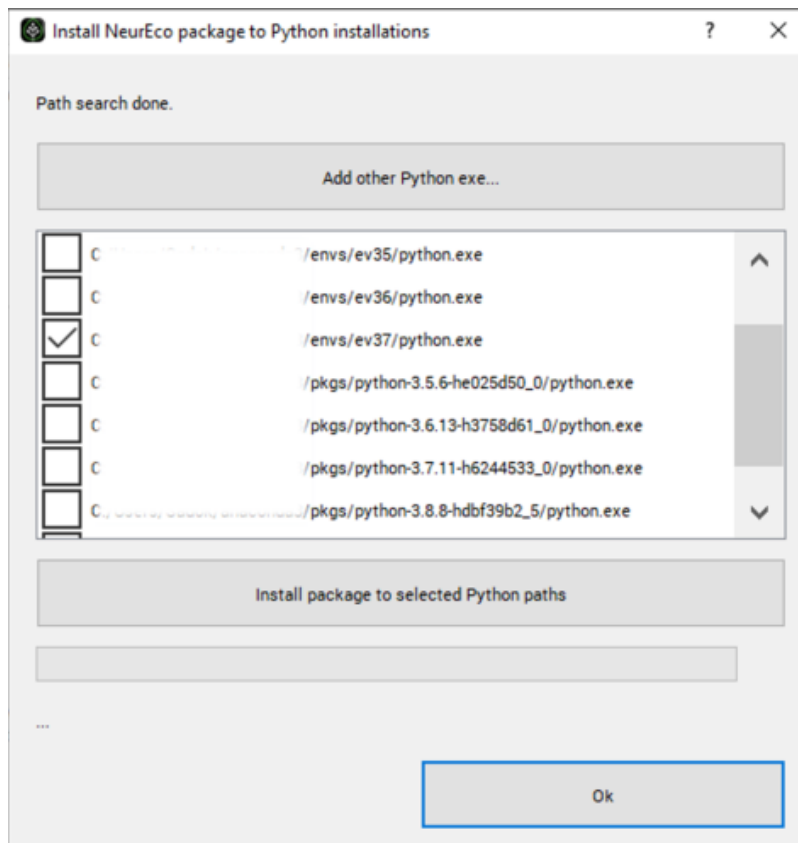 Install NeurEco package to Python installations
Path search done.
Add other Python exe...
C /envs/ev35/python.exe
C /envs/ev36/python.exe
C /envs/ev37/python.exe
C /pkgs/python-3.5.6-he025d50_0/python.exe
C /pkgs/python-3.6.13-h3758d61_0/python.exe
C /pkgs/python-3.7.11-h6244533_0/python.exe
C /pkgs/python-3.8.8-hdbf39b2_5/python.exe
Install package to selected Python paths
...
Ok